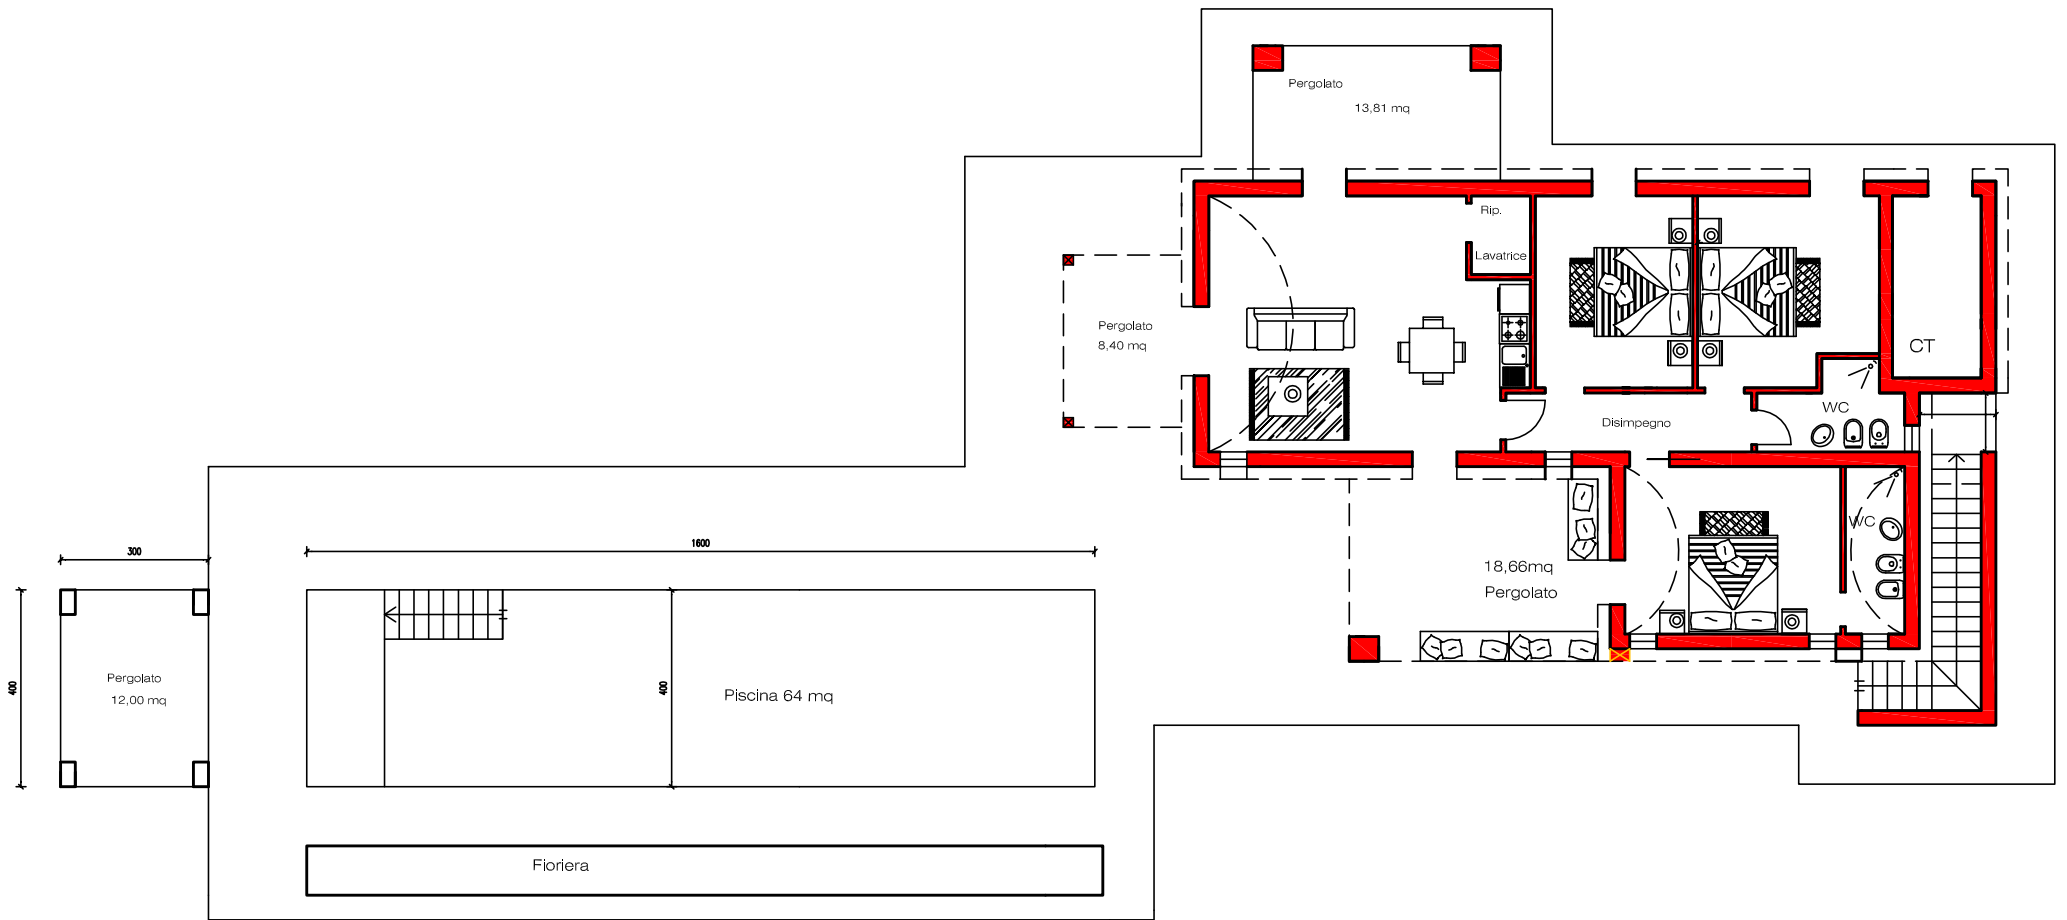 Pergolato
13,81 mq
Rip.
Lavatrice
Pergolato
8,40 mq
CT
WC
Disimpegno
WC
18,66mq
Pergolato
300
1600
400
Pergolato
12,00 mq
400
Piscina 64 mq
Fioriera